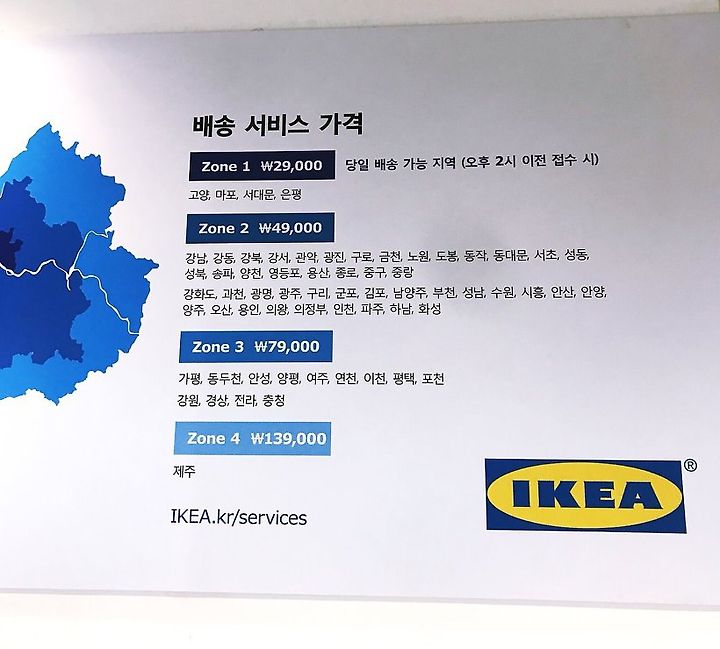 배송 서비스 가격
Zone 1 ₩29,000 당일 배송 가능 지역 (오후 2시 이전 접수 시)
고양, 마포, 서대문, 은평
Zone 2 ₩49,000
강남, 강동, 강북, 강서, 관악, 광진, 구로, 금천, 노원, 도봉, 동작, 동대문, 서초, 성동,
성북, 송파, 양천, 영등포, 용산, 종로, 중구, 중랑
강화도, 과천, 광명, 광주, 구리, 군포, 김포, 남양주, 부천, 성남, 수원, 시흥, 안산, 안양,
양주, 오산, 용인, 의왕, 의정부, 인천, 파주, 하남, 화성
Zone 3 ₩79,000
가평, 동두천, 안성, 양평, 여주, 연천, 이천, 평택, 포천
강원, 경상, 전라, 충청
Zone 4 ₩139,000
제주
IKEA.kr/services
IKEA®